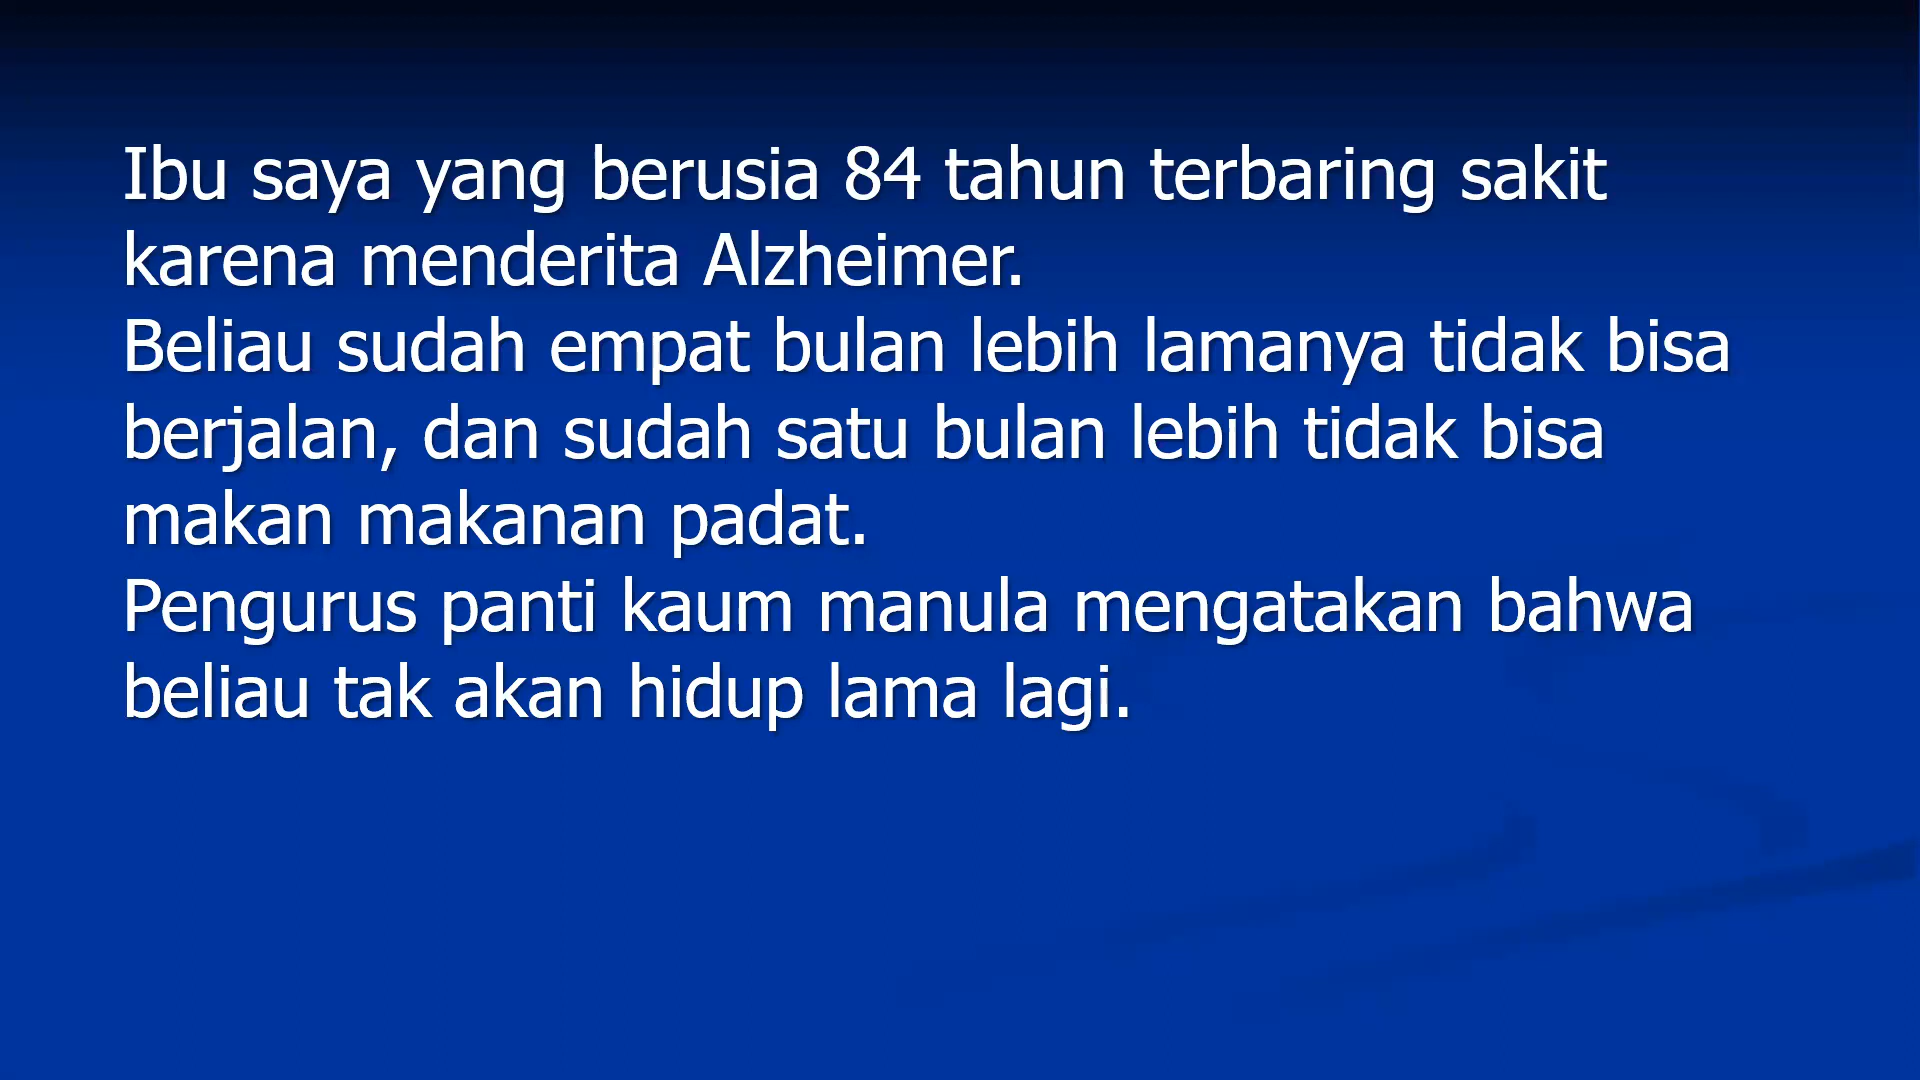 Ibu saya yang berusia 84 tahun terbaring sakit
karena menderita Alzheimer.
Beliau sudah empat bulan lebih lamanya tidak bisa
berjalan, dan sudah satu bulan lebih tidak bisa
makan makanan padat.
Pengurus panti kaum manula mengatakan bahwa
beliau tak akan hidup lama lagi.